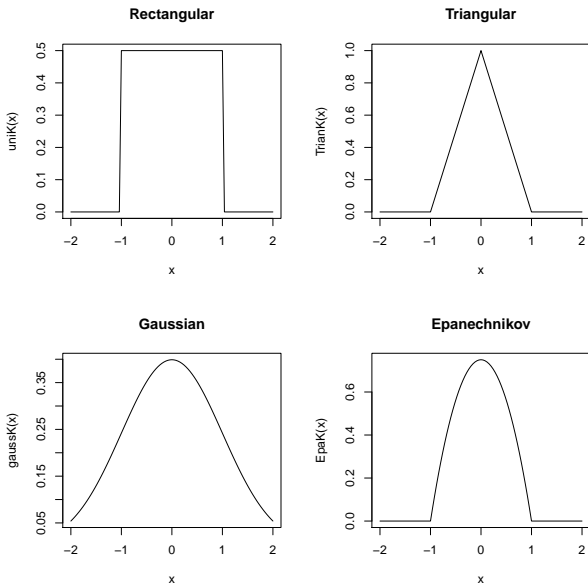 Rectangular
uniK(x)
0.0 0.1 0.2 0.3 0.4 0.5
−2 −1 0 1 2
x
Triangular
TrianK(x)
0.0 0.2 0.4 0.6 0.8 1.0
−2 −1 0 1 2
x
Gaussian
gaussK(x)
0.05 0.15 0.25 0.35
−2 −1 0 1 2
x
Epanechnikov
EpaK(x)
0.0 0.2 0.4 0.6
−2 −1 0 1 2
x